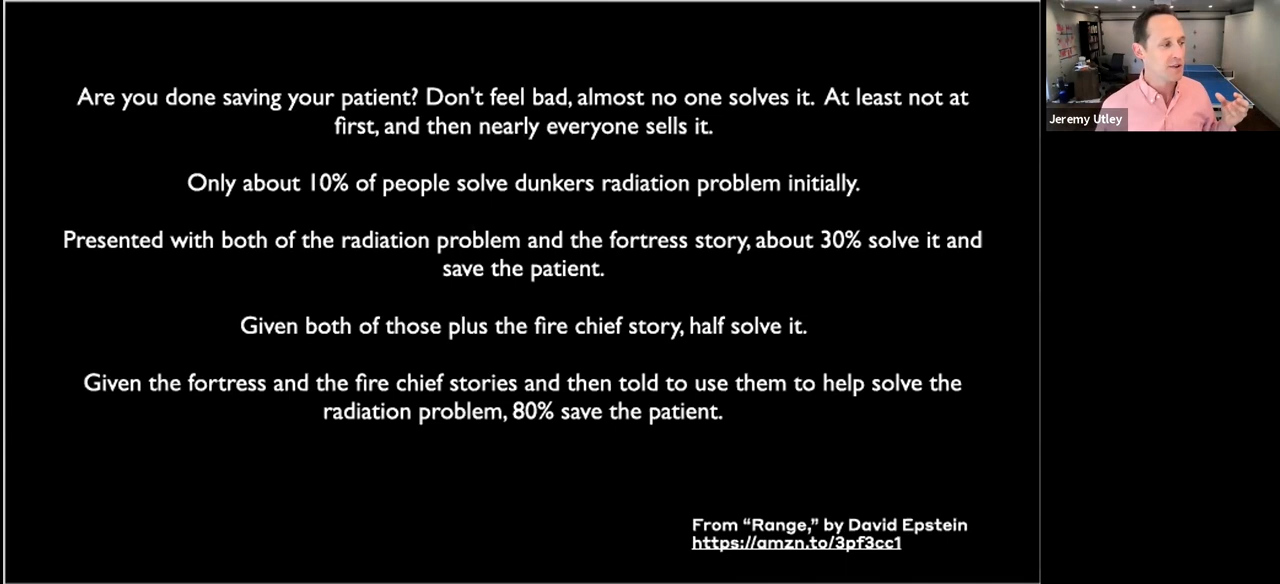 Are you done saving your patient? Don't feel bad, almost no one solves it. At least not at
first, and then nearly everyone sells it.
Only about 10% of people solve dunkers radiation problem initially.
Presented with both of the radiation problem and the fortress story, about 30% solve it and
save the patient.
Given both of those plus the fire chief story, half solve it.
Given the fortress and the fire chief stories and then told to use them to help solve the
radiation problem, 80% save the patient.
From “Range,” by David Epstein
https://amzn.to/3pf3cc1
Jeremy Utley